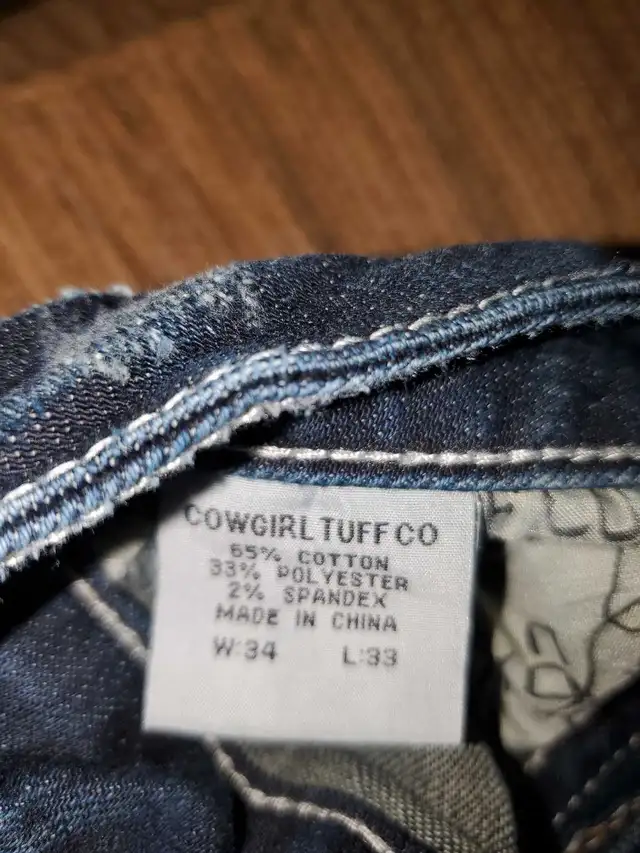 COWGIRL TUFF CO
65% COTTON
33% POLYESTER
2% SPANDEX
MADE IN CHINA
W:34 L:33